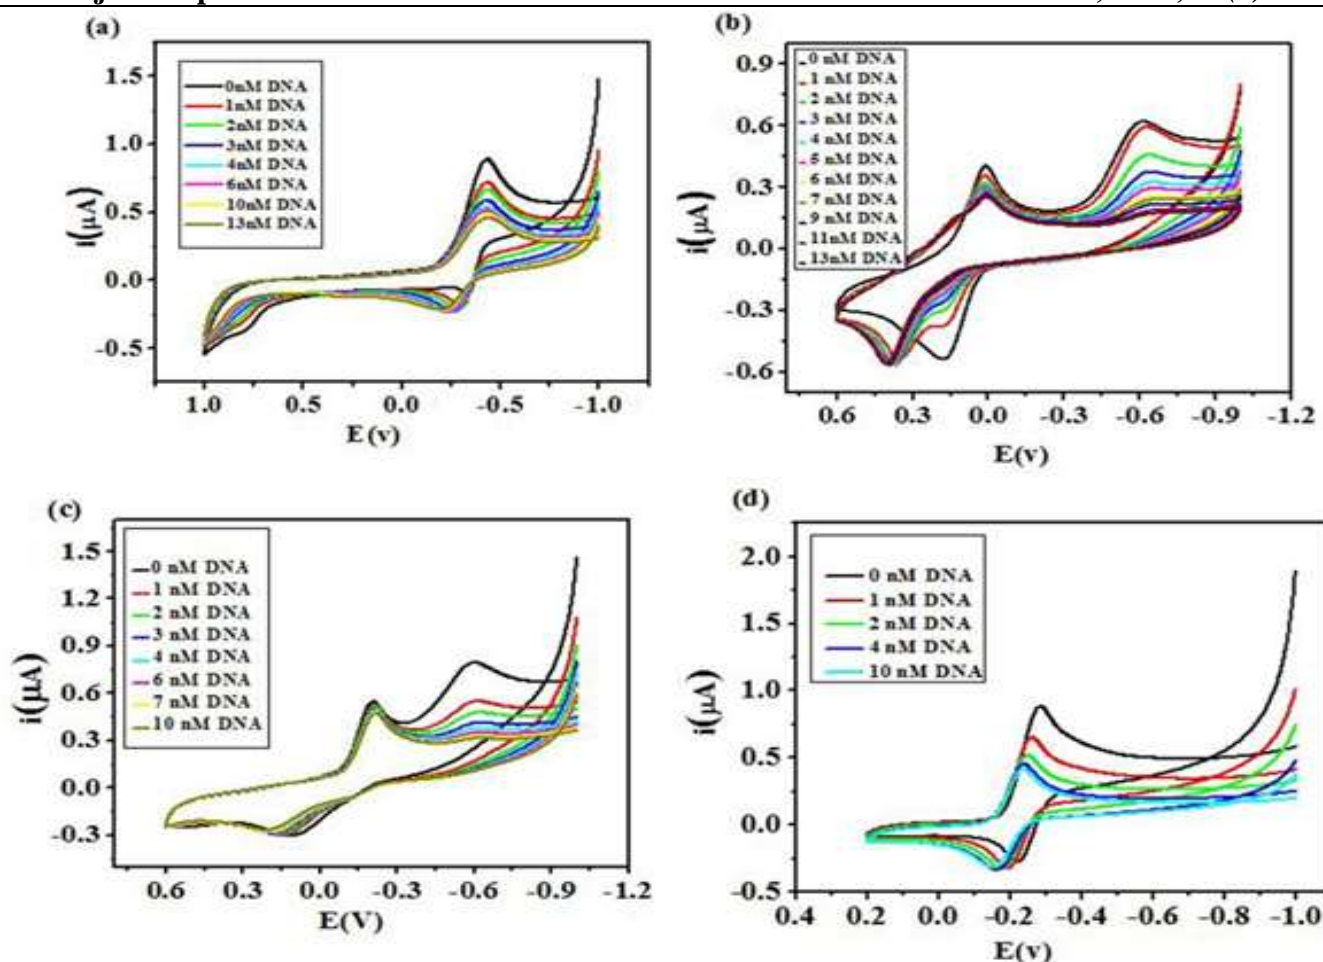 (a)
1.5
1.0
0.5
0.0
-0.5
i(µA)
0nM DNA
1nM DNA
2nM DNA
3nM DNA
4nM DNA
6nM DNA
10nM DNA
13nM DNA
1.0 0.5 0.0 -0.5 -1.0
E(v)
(b)
0.9
0.6
0.3
0.0
-0.3
-0.6
i(µA)
0 nM DNA
1 nM DNA
2 nM DNA
3 nM DNA
4 nM DNA
5 nM DNA
6 nM DNA
7 nM DNA
9 nM DNA
11nM DNA
13nM DNA
0.6 0.3 0.0 -0.3 -0.6 -0.9 -1.2
E(v)
(c)
1.5
1.2
0.9
0.6
0.3
0.0
-0.3
i(µA)
0 nM DNA
1 nM DNA
2 nM DNA
3 nM DNA
4 nM DNA
6 nM DNA
7 nM DNA
10 nM DNA
0.6 0.3 0.0 -0.3 -0.6 -0.9 -1.2
E(V)
(d)
2.0
1.5
1.0
0.5
0.0
-0.5
i(µA)
0 nM DNA
1 nM DNA
2 nM DNA
4 nM DNA
10 nM DNA
0.4 0.2 0.0 -0.2 -0.4 -0.6 -0.8 -1.0
E(v)